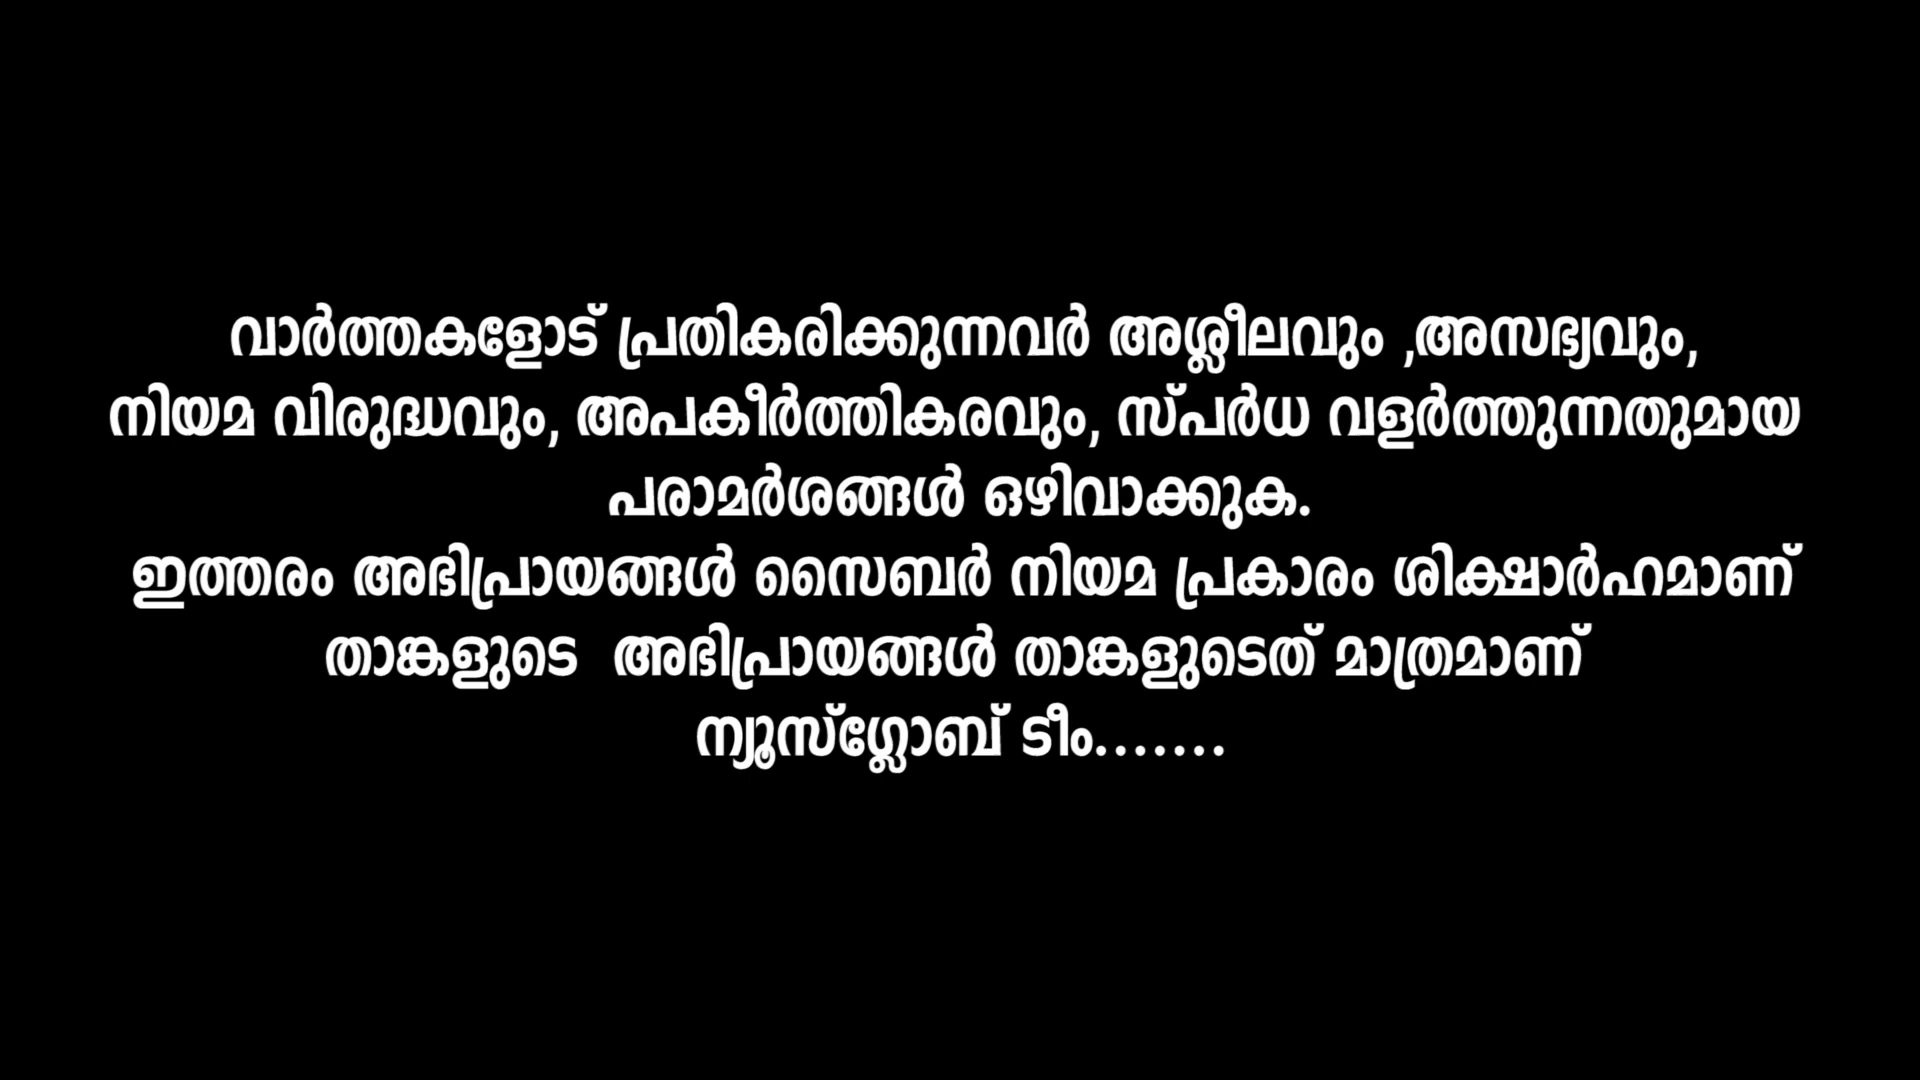 വാർത്തകളോട് പ്രതികരിക്കുന്നവർ അശ്ലീലവും ,അസഭ്യവും,
നിയമ വിരുദ്ധവും, അപകീർത്തികരവും, സ്പർധ വളർത്തുന്നതുമായ
പരാമർശങ്ങൾ ഒഴിവാക്കുക.
ഇത്തരം അഭിപ്രായങ്ങൾ സൈബർ നിയമ പ്രകാരം ശിക്ഷാർഹമാണ്
താങ്കളുടെ  അഭിപ്രായങ്ങൾ താങ്കളുടെത് മാത്രമാണ്
ന്യൂസ്ഗ്ലോബ് ടീം.......